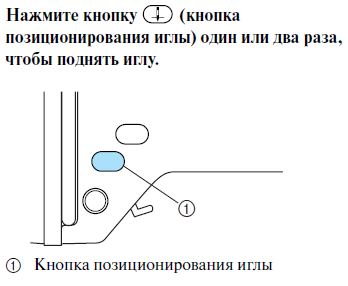 Нажмите кнопку (кнопка
позиционирования иглы) один или два раза,
чтобы поднять иглу.
①
① Кнопка позиционирования иглы